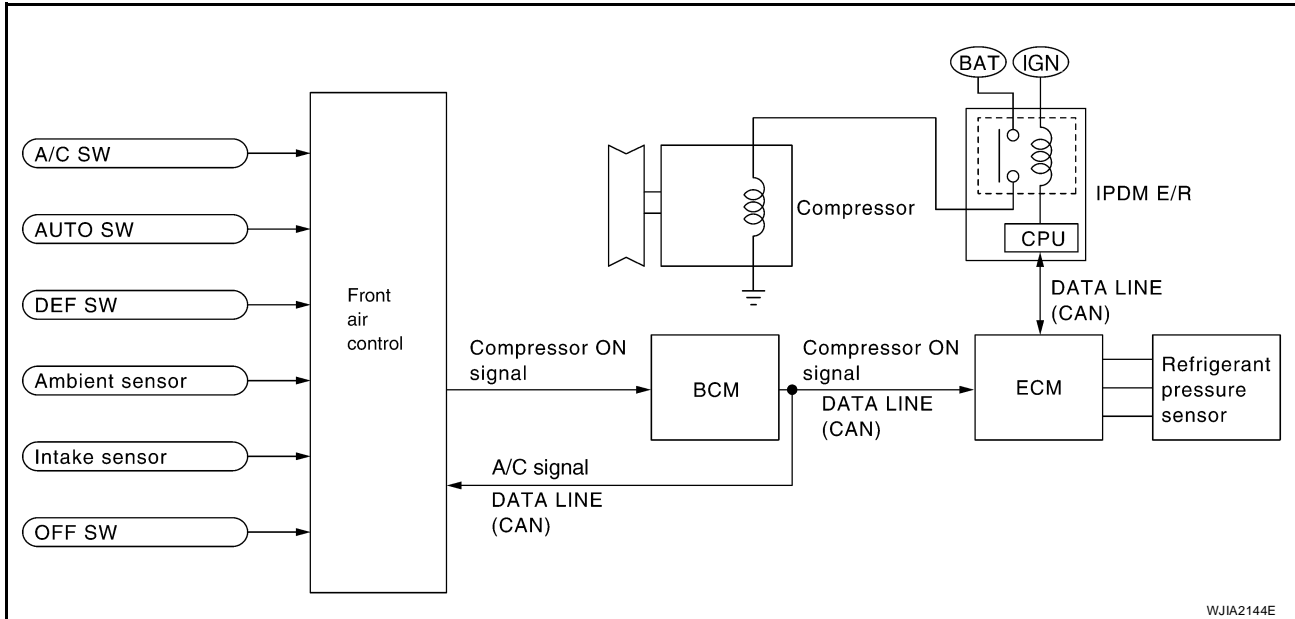 BAT
IGN
A/C SW
AUTO SW
DEF SW
Ambient sensor
Intake sensor
OFF SW
Front
air
control
Compressor
IPDM E/R
CPU
DATA LINE
(CAN)
Compressor ON
signal
BCM
Compressor ON
signal
DATA LINE
(CAN)
ECM
Refrigerant
pressure
sensor
A/C signal
DATA LINE
(CAN)
WJIA2144E